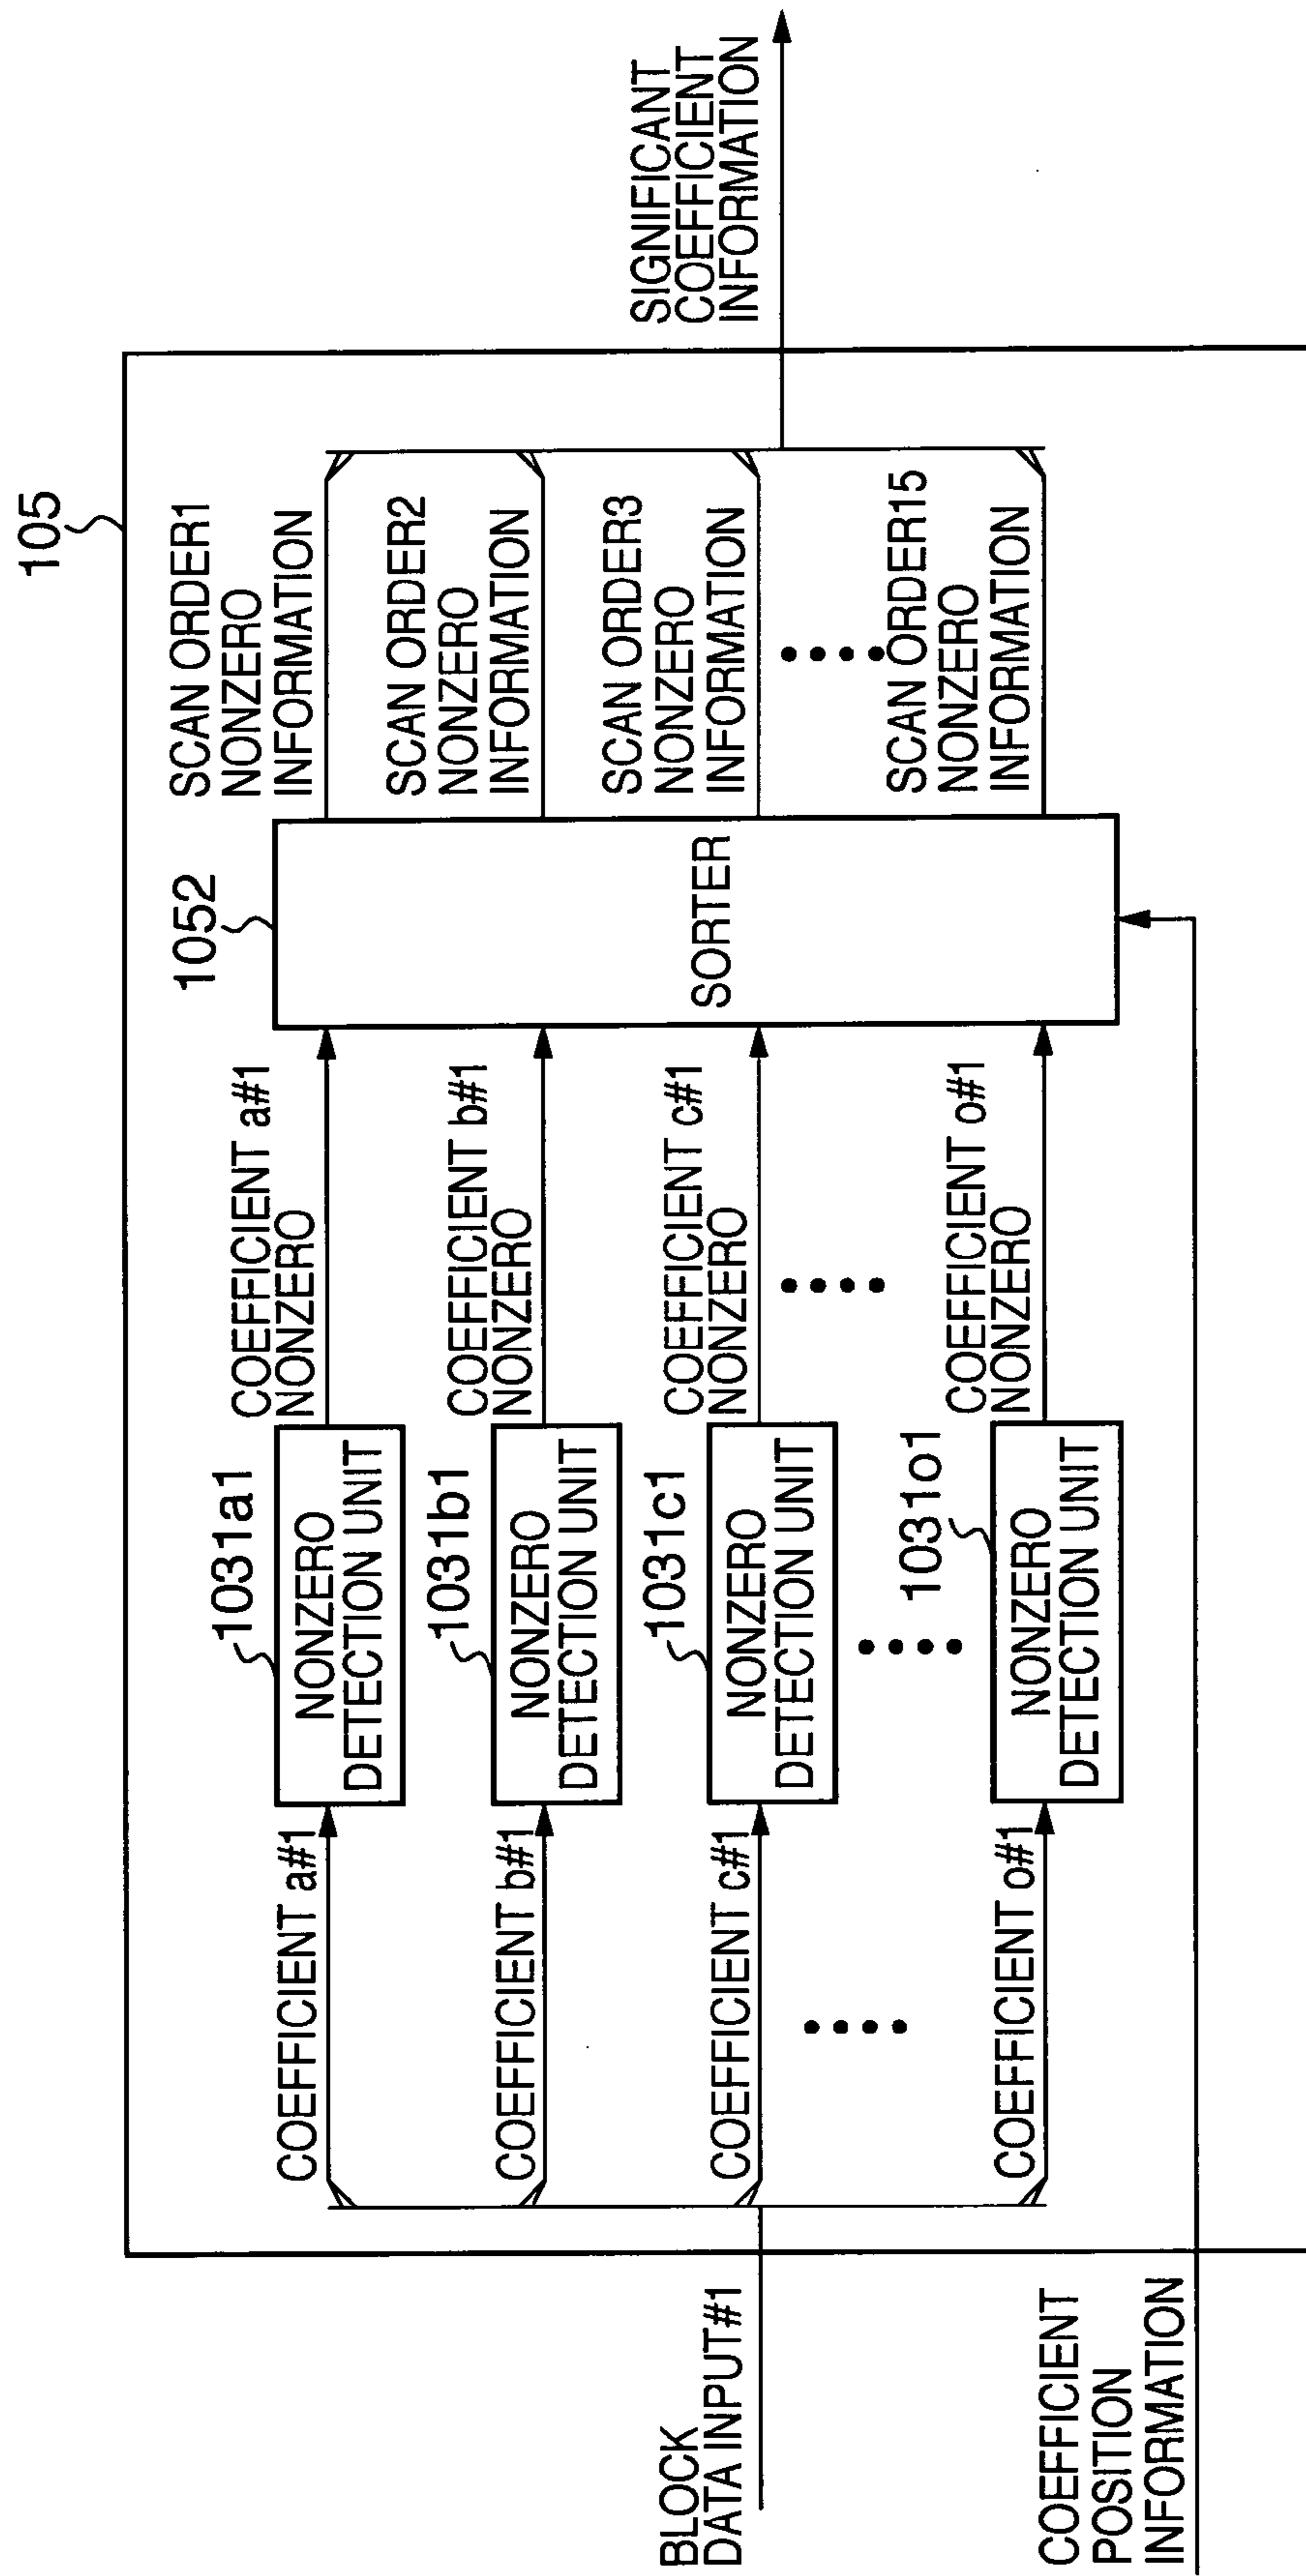 105
BLOCK
DATA INPUT#1
COEFFICIENT
POSITION
INFORMATION
COEFFICIENT a#1
COEFFICIENT b#1
COEFFICIENT c#1
COEFFICIENT o#1
1031a1
NONZERO
DETECTION UNIT
1031b1
NONZERO
DETECTION UNIT
1031c1
NONZERO
DETECTION UNIT
1031o1
NONZERO
DETECTION UNIT
COEFFICIENT a#1
NONZERO
COEFFICIENT b#1
NONZERO
COEFFICIENT c#1
NONZERO
COEFFICIENT o#1
NONZERO
1052
SORTER
SCAN ORDER1
NONZERO
INFORMATION
SCAN ORDER2
NONZERO
INFORMATION
SCAN ORDER3
NONZERO
INFORMATION
SCAN ORDER15
NONZERO
INFORMATION
SIGNIFICANT
COEFFICIENT
INFORMATION